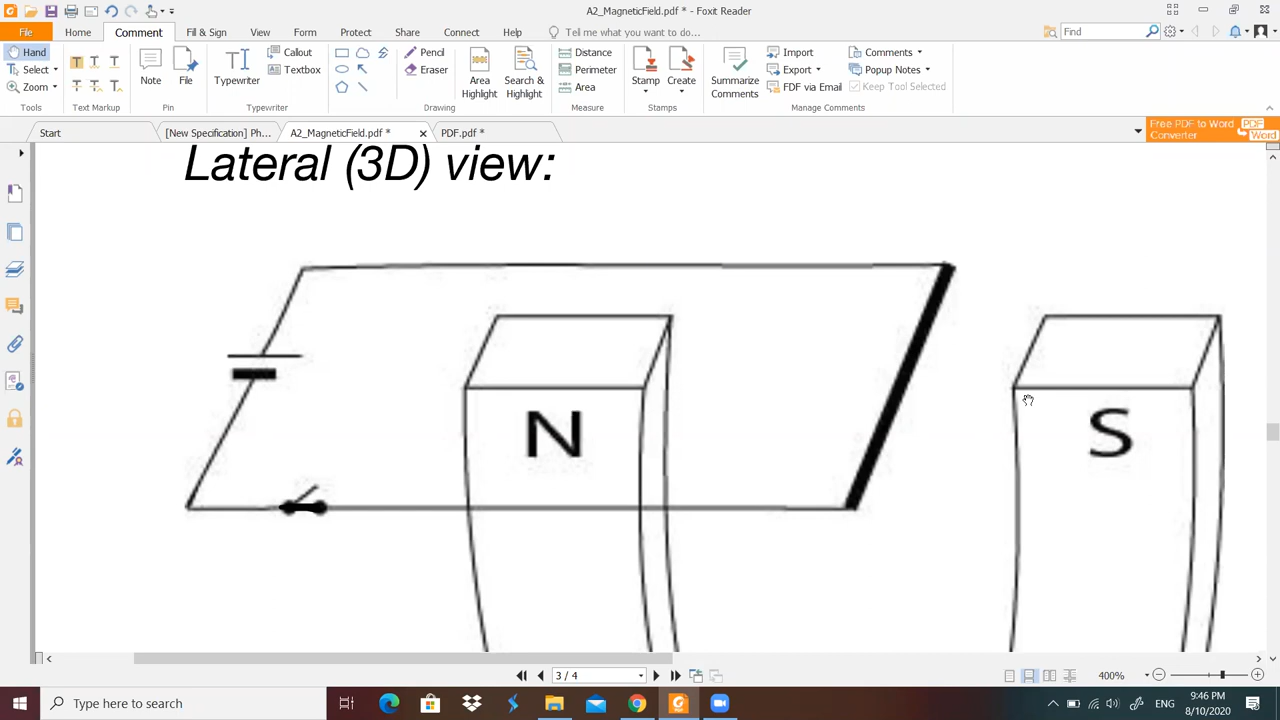 A2_MagneticField.pdf * - Foxit Reader
File Home Comment Fill & Sign View Form Protect Share Connect Help Tell me what you want to do... Find
Hand
Select
Zoom
Tools
T T T
T T T
Text Markup
Note File
Pin
Typewriter
Callout
Textbox
Typewriter
Pencil
Eraser
Drawing
Area Highlight
Search & Highlight
Distance
Perimeter
Area
Measure
Stamp Create
Stamps
Summarize Comments
Import
Export
FDF via Email
Comments
Popup Notes
Keep Tool Selected
Manage Comments
Start [New Specification] Ph... A2_MagneticField.pdf * PDF.pdf *
Free PDF to Word Converter
PDF
Word
Lateral (3D) view:
N
S
3 / 4
400%
Type here to search
ENG
9:46 PM
8/10/2020